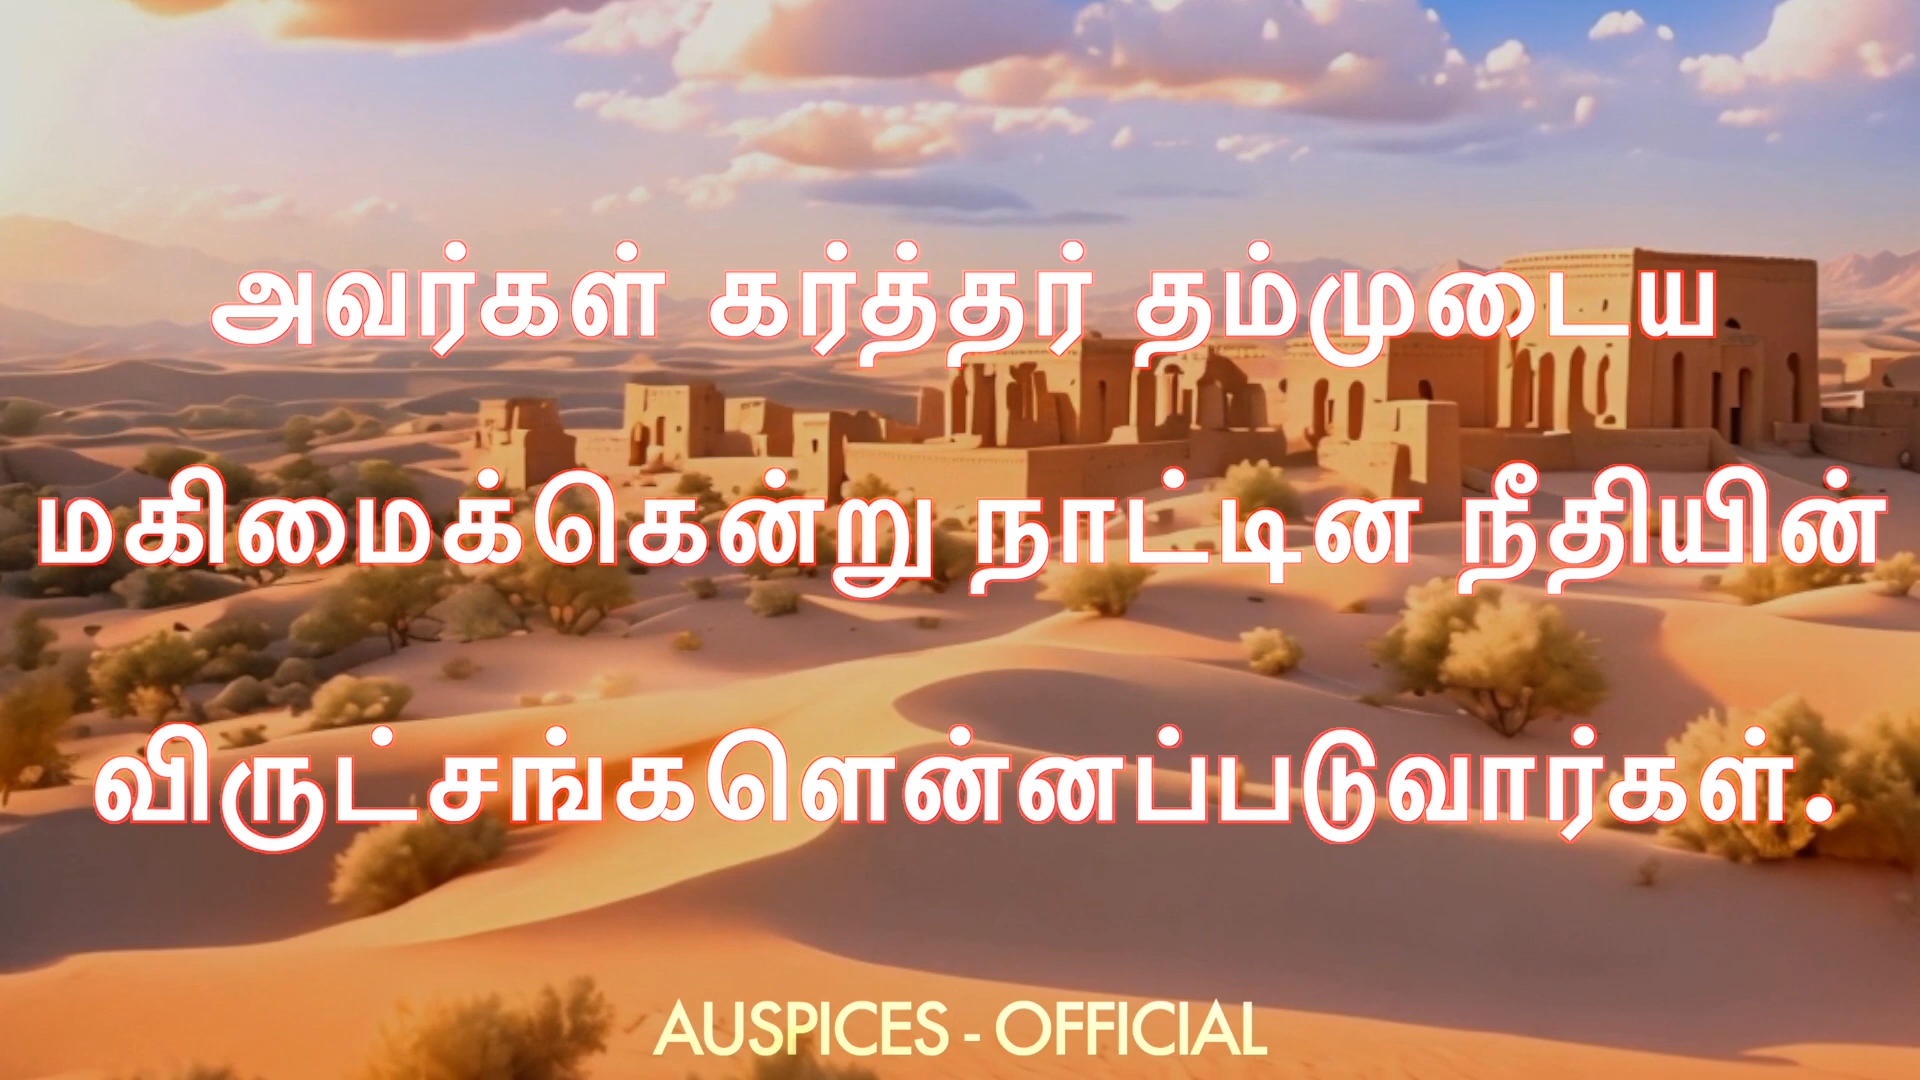 அவர்கள் கர்த்தர் தம்முடைய
மகிமைக்கென்று நாட்டின நீதியின்
விருட்சங்களென்னப்படுவார்கள்.
AUSPICES - OFFICIAL